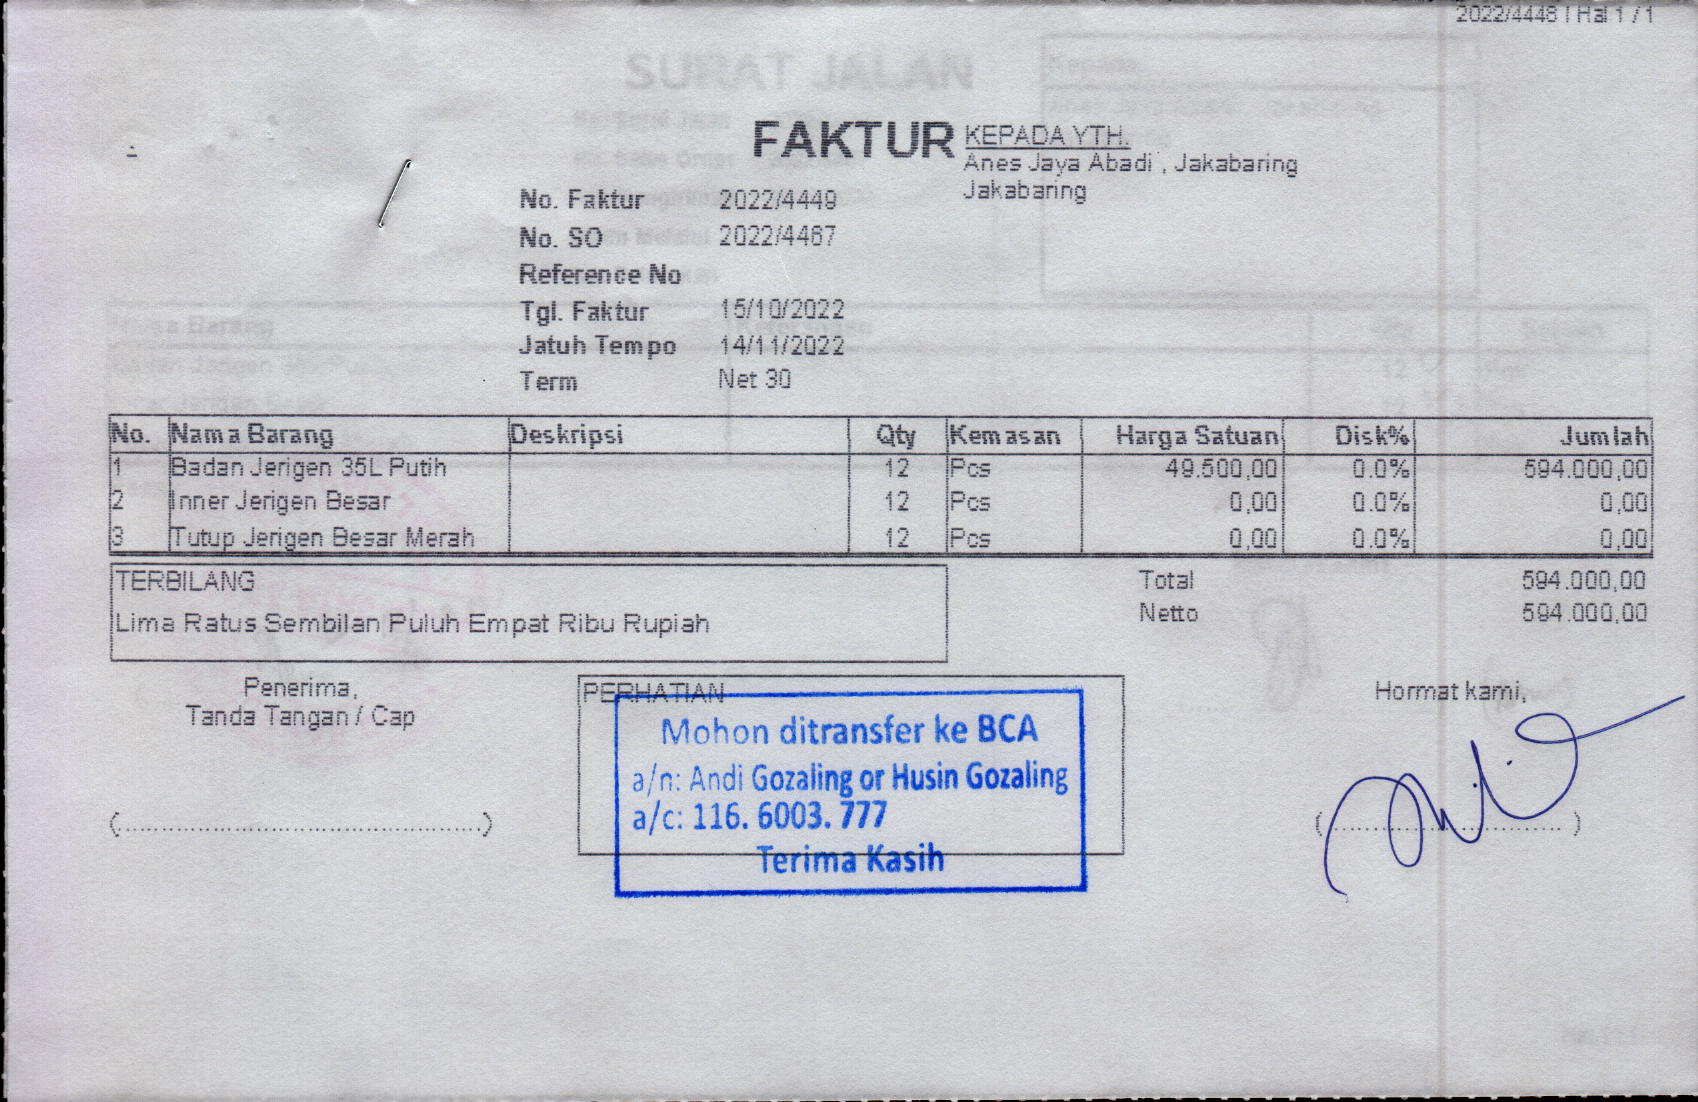 2022/4448 | Hal 1 / 1
SURAT JALAN
FAKTUR
KEPADA YTH.
Anes Jaya Abadi , Jakabaring
Jakabaring
No. Faktur 2022/4449
No. SO 2022/4467
Reference No
Tgl. Faktur 15/10/2022
Jatuh Tempo 14/11/2022
Term Net 30
No. Nama Barang Deskripsi Qty Kemasan Harga Satuan Disk% Jumlah
1 Badan Jerigen 35L Putih 12 Pcs 49.500,00 0.0% 594.000,00
2 Inner Jerigen Besar 12 Pcs 0,00 0.0% 0,00
3 Tutup Jerigen Besar Merah 12 Pcs 0,00 0.0% 0,00
TERBILANG
Lima Ratus Sembilan Puluh Empat Ribu Rupiah
Total 594.000,00
Netto 594.000,00
Penerima,
Tanda Tangan / Cap
PERHATIAN
Mohon ditransfer ke BCA
a/n: Andi Gozaling or Husin Gozaling
a/c: 116. 6003. 777
Terima Kasih
Hormat kami,